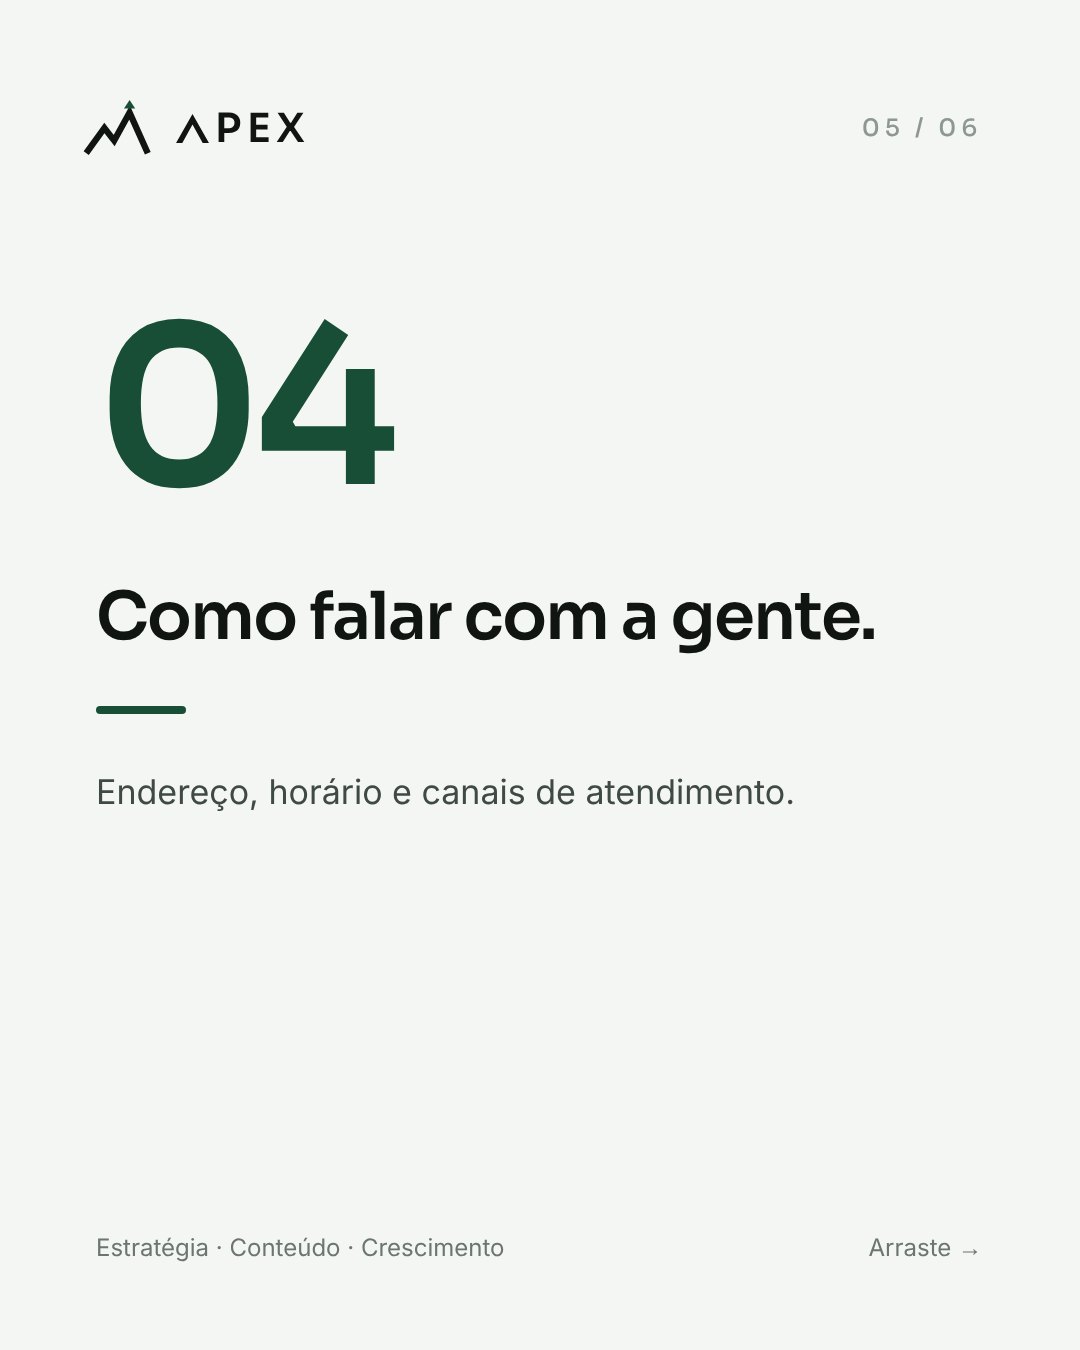 APEX
05 / 06
04
Como falar com a gente.
Endereço, horário e canais de atendimento.
Estratégia · Conteúdo · Crescimento
Arraste →